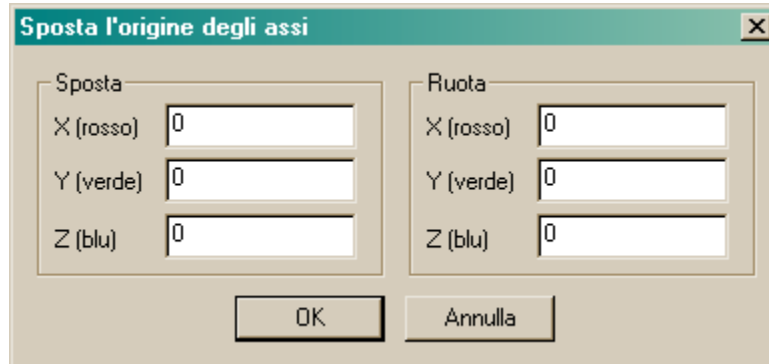 Sposta l'origine degli assi
Sposta
X (rosso) 0
Y (verde) 0
Z (blu) 0
Ruota
X (rosso) 0
Y (verde) 0
Z (blu) 0
OK
Annulla